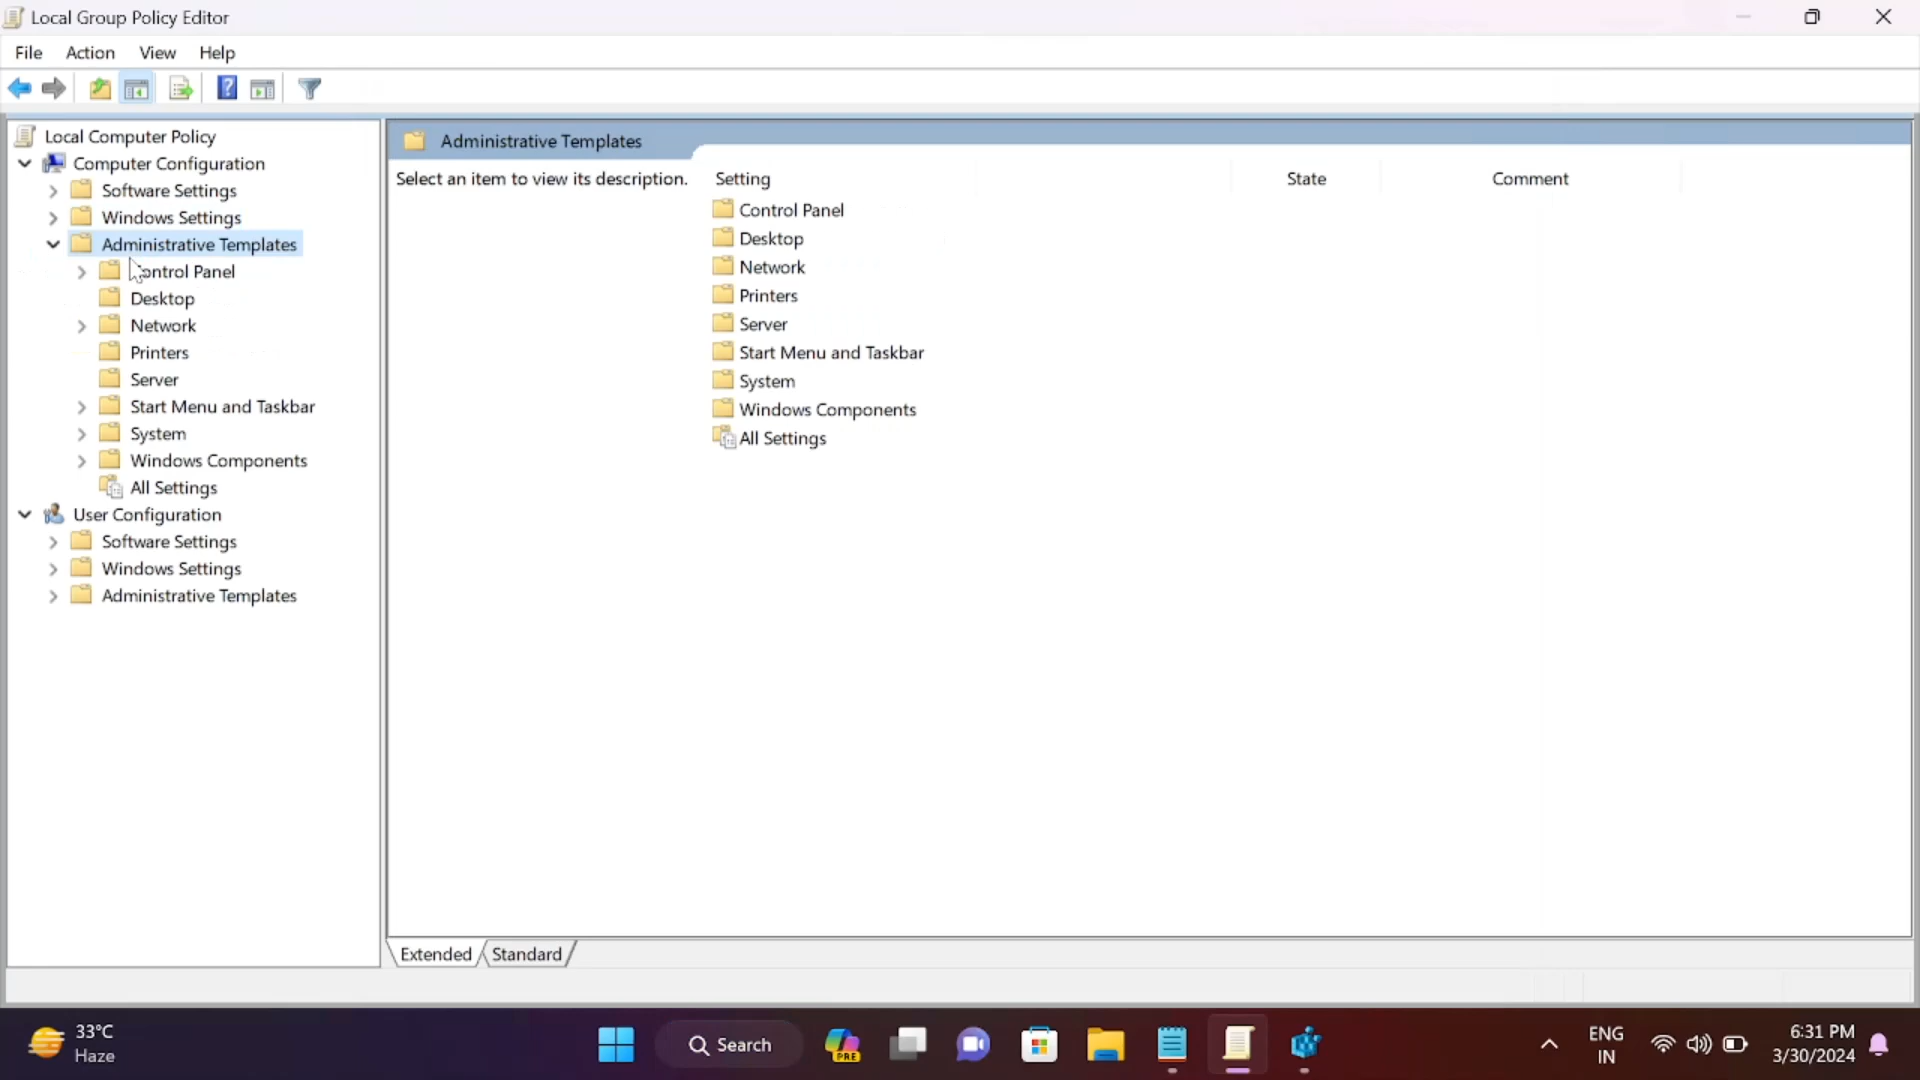 Local Group Policy Editor
File Action View Help
Local Computer Policy
Computer Configuration
Software Settings
Windows Settings
Administrative Templates
Control Panel
Desktop
Network
Printers
Server
Start Menu and Taskbar
System
Windows Components
All Settings
User Configuration
Software Settings
Windows Settings
Administrative Templates
Administrative Templates
Select an item to view its description.
Setting State Comment
Control Panel
Desktop
Network
Printers
Server
Start Menu and Taskbar
System
Windows Components
All Settings
Extended Standard
33°C
Haze
Search
PRE
ENG
IN
6:31 PM
3/30/2024